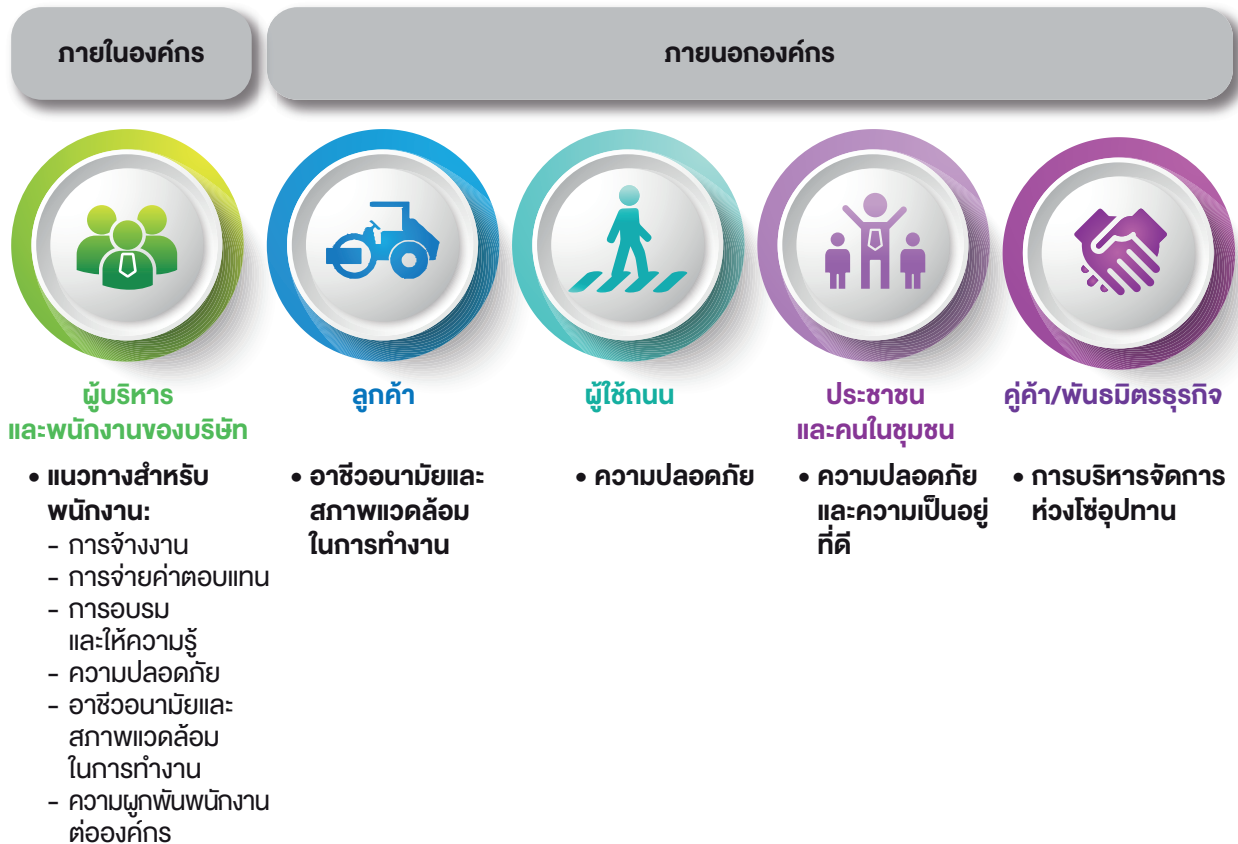 ภายในองค์กร
ภายนอกองค์กร
ผู้บริหาร
และพนักงานของบริษัท
• แนวทางสำหรับ
พนักงาน:
- การจ้างงาน
- การจ่ายค่าตอบแทน
- การอบรม
และให้ความรู้
- ความปลอดภัย
- อาชีวอนามัยและ
สภาพแวดล้อม
ในการทำงาน
- ความผูกพันพนักงาน
ต่อองค์กร
ลูกค้า
• อาชีวอนามัยและ
สภาพแวดล้อม
ในการทำงาน
ผู้ใช้ถนน
• ความปลอดภัย
ประชาชน
และคนในชุมชน
• ความปลอดภัย
และความเป็นอยู่
ที่ดี
คู่ค้า/พันธมิตรธุรกิจ
• การบริหารจัดการ
ห่วงโซ่อุปทาน